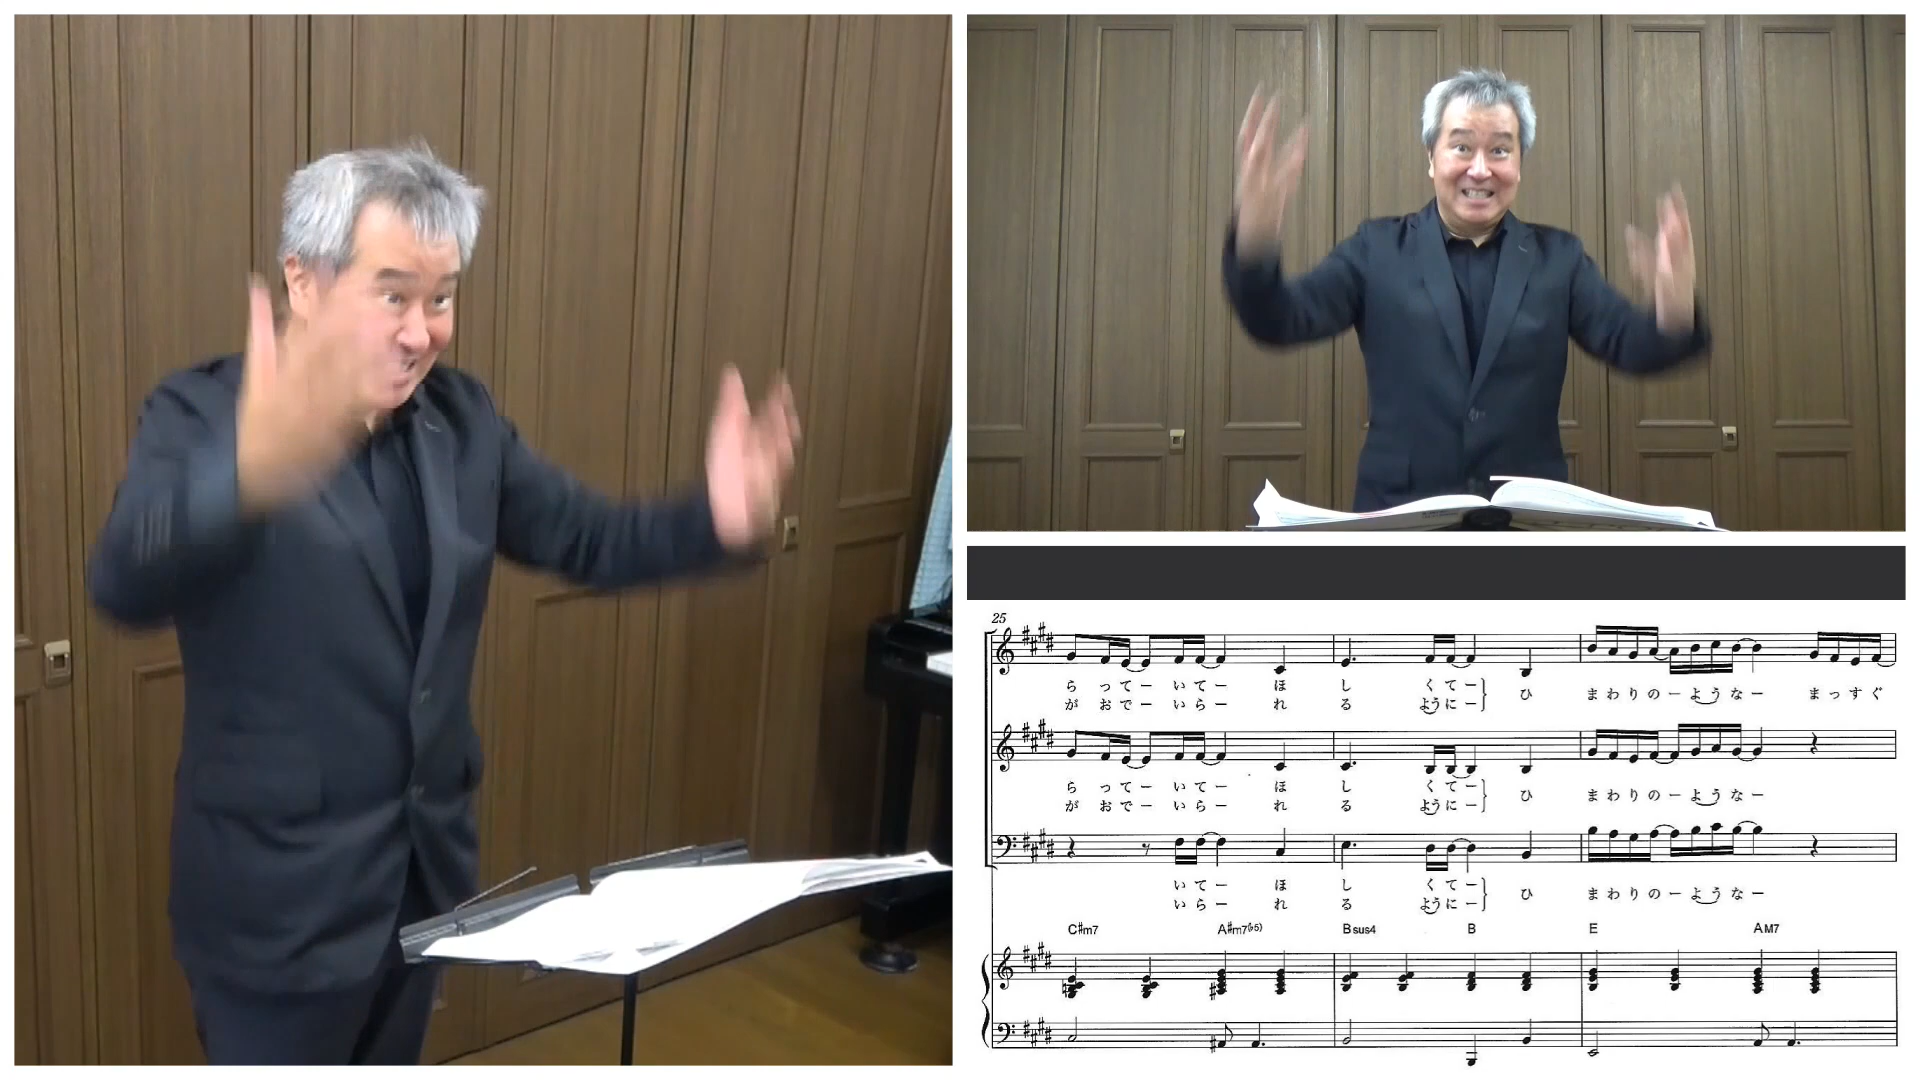 25
ら って ー いて ー ほ し くて ー ひ まわりの ー ような ー まっすぐ
が おで ー いら ー れ る ように ー
ら って ー いて ー ほ し くて ー ひ まわりの ー ような ー
が おで ー いら ー れ る ように ー
いて ー ほ し くて ー ひ まわりの ー ような ー
いら ー れ る ように ー
C#m7 A#m7(♭5) Bsus4 B E AM7